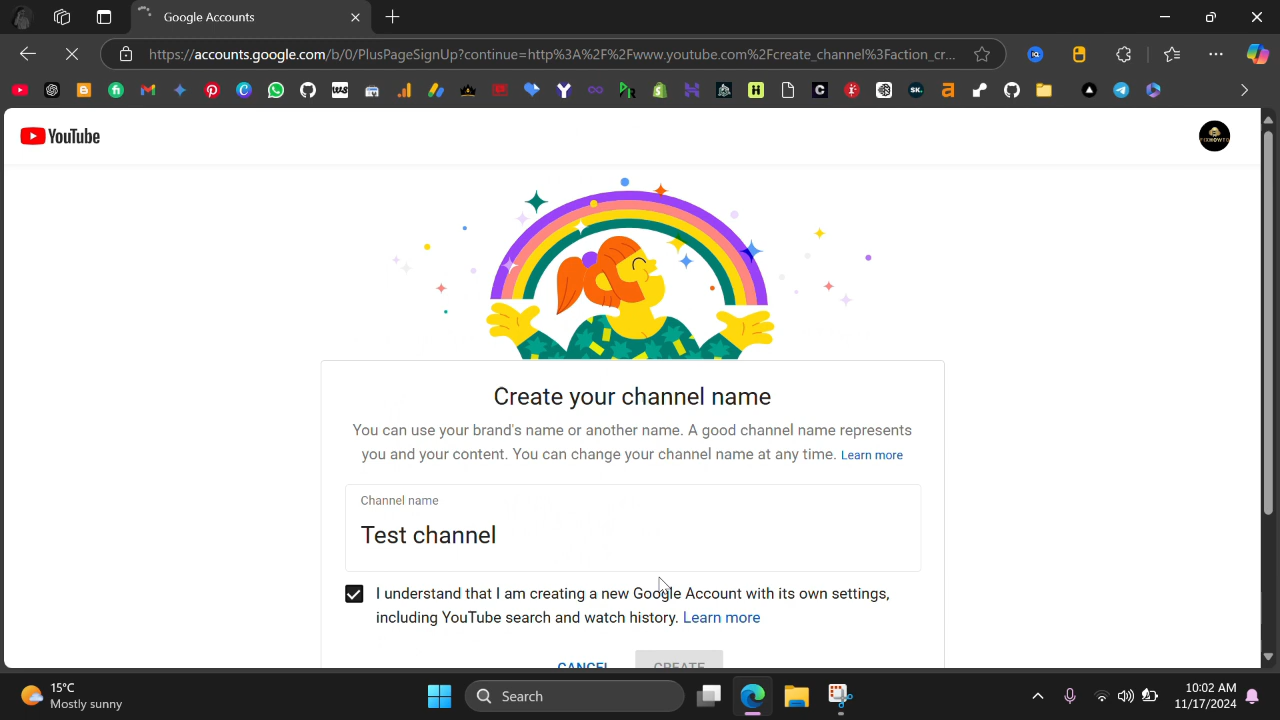 Google Accounts
https://accounts.google.com/b/0/PlusPageSignUp?continue=http%3A%2F%2Fwww.youtube.com%2Fcreate_channel%3Faction_cr...
YouTube
Create your channel name
You can use your brand's name or another name. A good channel name represents
you and your content. You can change your channel name at any time. Learn more
Channel name
Test channel
I understand that I am creating a new Google Account with its own settings,
including YouTube search and watch history. Learn more
CANCEL CREATE
15°C
Mostly sunny
Search
10:02 AM
11/17/2024